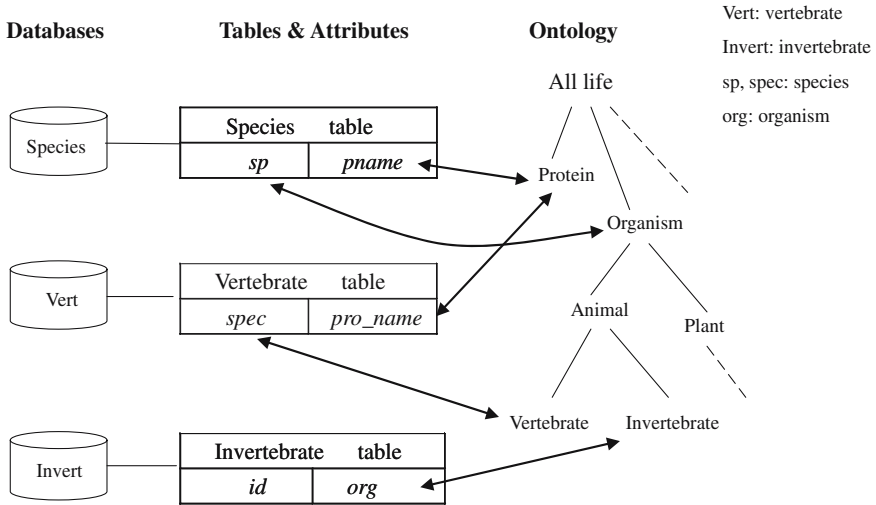 Databases
Tables & Attributes
Ontology
Vert: vertebrate
Invert: invertebrate
sp, spec: species
org: organism
All life
Species
Species table
sp pname
Protein
Organism
Vert
Vertebrate table
spec pro_name
Animal
Plant
Vertebrate Invertebrate
Invert
Invertebrate table
id org